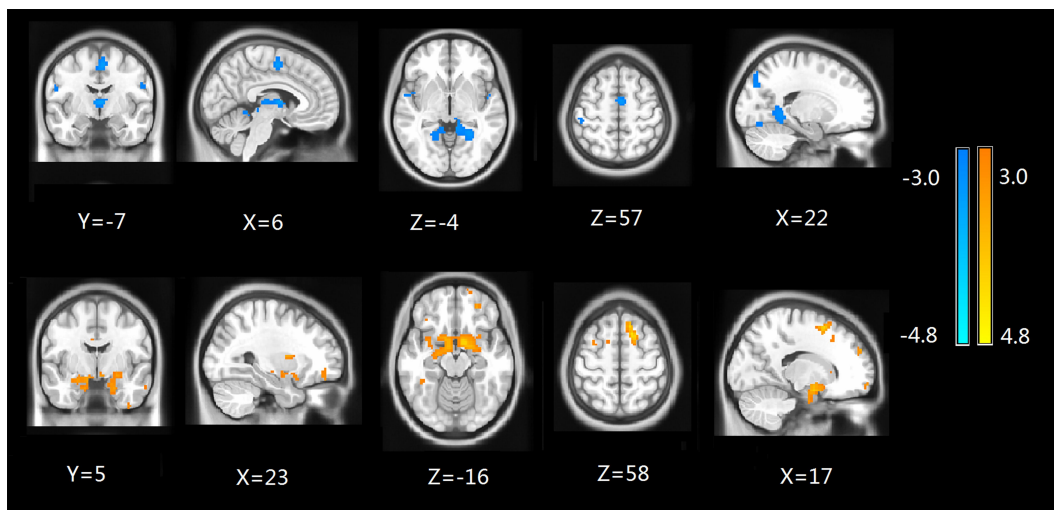 -3.0
3.0
Y=-7
X=6
Z=-4
Z=57
X=22
-4.8
4.8
Y=5
X=23
Z=-16
Z=58
X=17